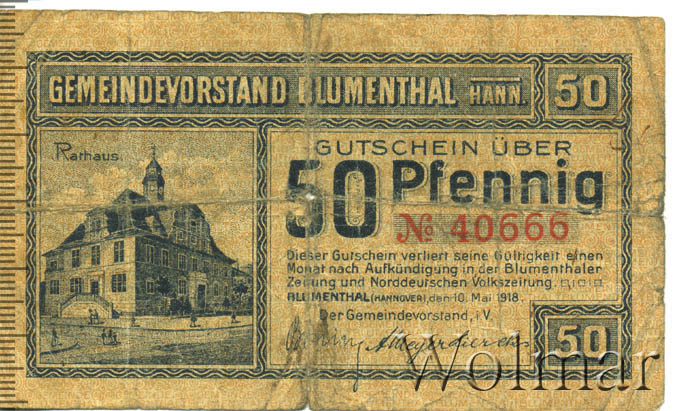 GEMEINDEVORSTAND BLUMENTHAL HANN. 50
Rathaus.
GUTSCHEIN ÜBER
50 Pfennig
№ 40666
Dieser Gutschein verliert seine Gültigkeit einen
Monat nach Aufkündigung in der Blumenthaler
Zeitung und Norddeutschen Volkszeitung.
BLUMENTHAL (HANNOVER), den 10. Mai 1918.
Der Gemeindevorstand, i.V.
50
Wolmar